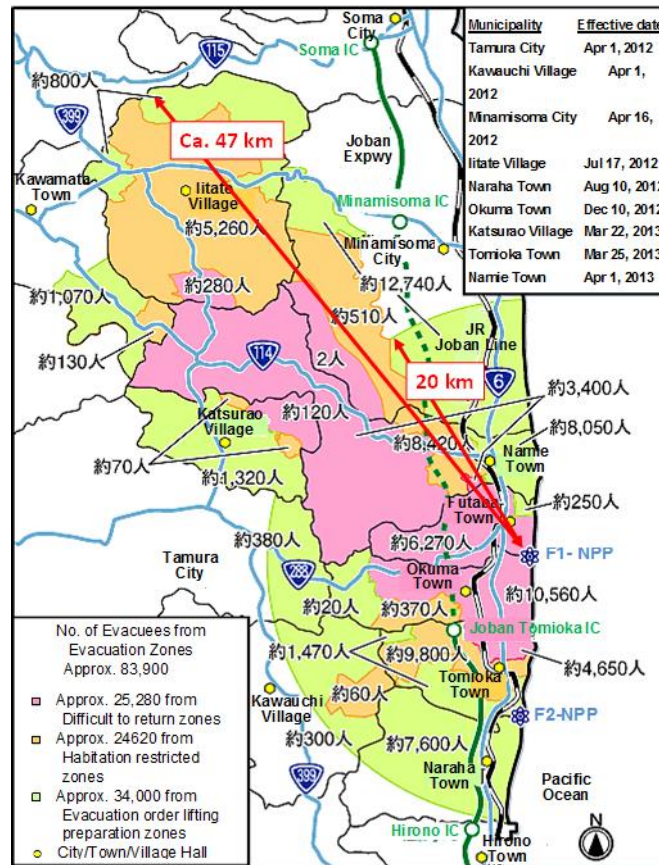 Soma
City
Soma IC
115
約800人
399
Ca. 47 km
Joban
Expwy
Kawamata
Town
Iitate
Village
Minamisoma IC
約5,260人
Minamisoma
City
約280人
約12,740人
約1,070人
約510人
JR
Joban Line
約130人
114
2人
20 km
6
約3,400人
Katsurao
Village
約120人
約8,420人
約8,050人
Namie
Town
約70人
約1,320人
Futaba
Town
約250人
約380人
約6,270人
F1- NPP
Tamura
City
288
Okuma
Town
約10,560人
約20人
約370人
Joban Tomioka IC
約1,470人
約9,800人
約4,650人
Tomioka
Town
Kawauchi
Village
約60人
F2-NPP
約300人
約7,600人
399
Naraha
Town
Pacific
Ocean
Hirono IC
N
Hirono
Town
Municipality Effective date
Tamura City Apr 1, 2012
Kawauchi Village Apr 1,
2012
Minamisoma City Apr 16,
2012
Iitate Village Jul 17, 2012
Naraha Town Aug 10, 2012
Okuma Town Dec 10, 2012
Katsurao Village Mar 22, 2013
Tomioka Town Mar 25, 2013
Namie Town Apr 1, 2013
No. of Evacuees from
Evacuation Zones
Approx. 83,900
Approx. 25,280 from
Difficult to return zones
Approx. 24620 from
Habitation restricted
zones
Approx. 34,000 from
Evacuation order lifting
preparation zones
City/Town/Village Hall